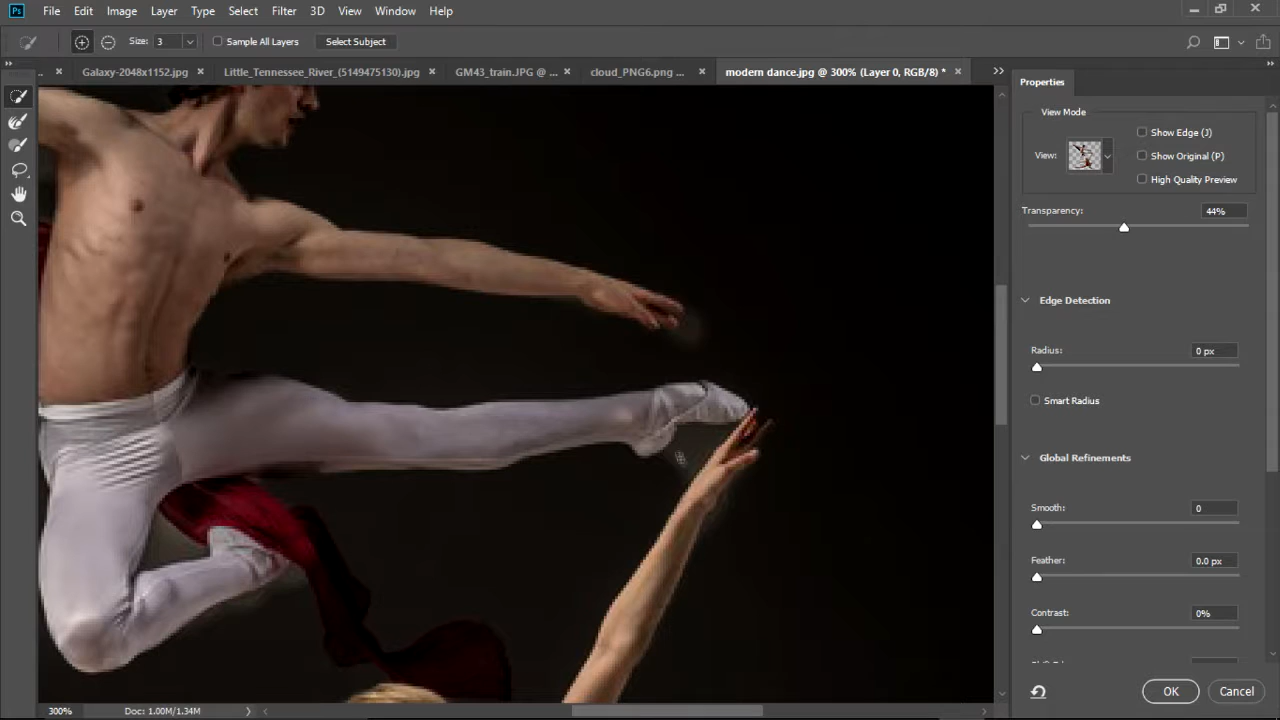 Ps File Edit Image Layer Type Select Filter 3D View Window Help
Size: 3 Sample All Layers Select Subject
.. Galaxy-2048x1152.jpg Little_Tennessee_River_(5149475130).jpg GM43_train.JPG @ ... cloud_PNG6.png ... modern dance.jpg @ 300% (Layer 0, RGB/8) *
Properties
View Mode
View:
Show Edge (J)
Show Original (P)
High Quality Preview
Transparency: 44%
Edge Detection
Radius: 0 px
Smart Radius
Global Refinements
Smooth: 0
Feather: 0.0 px
Contrast: 0%
OK Cancel
300% Doc: 1.00M/1.34M